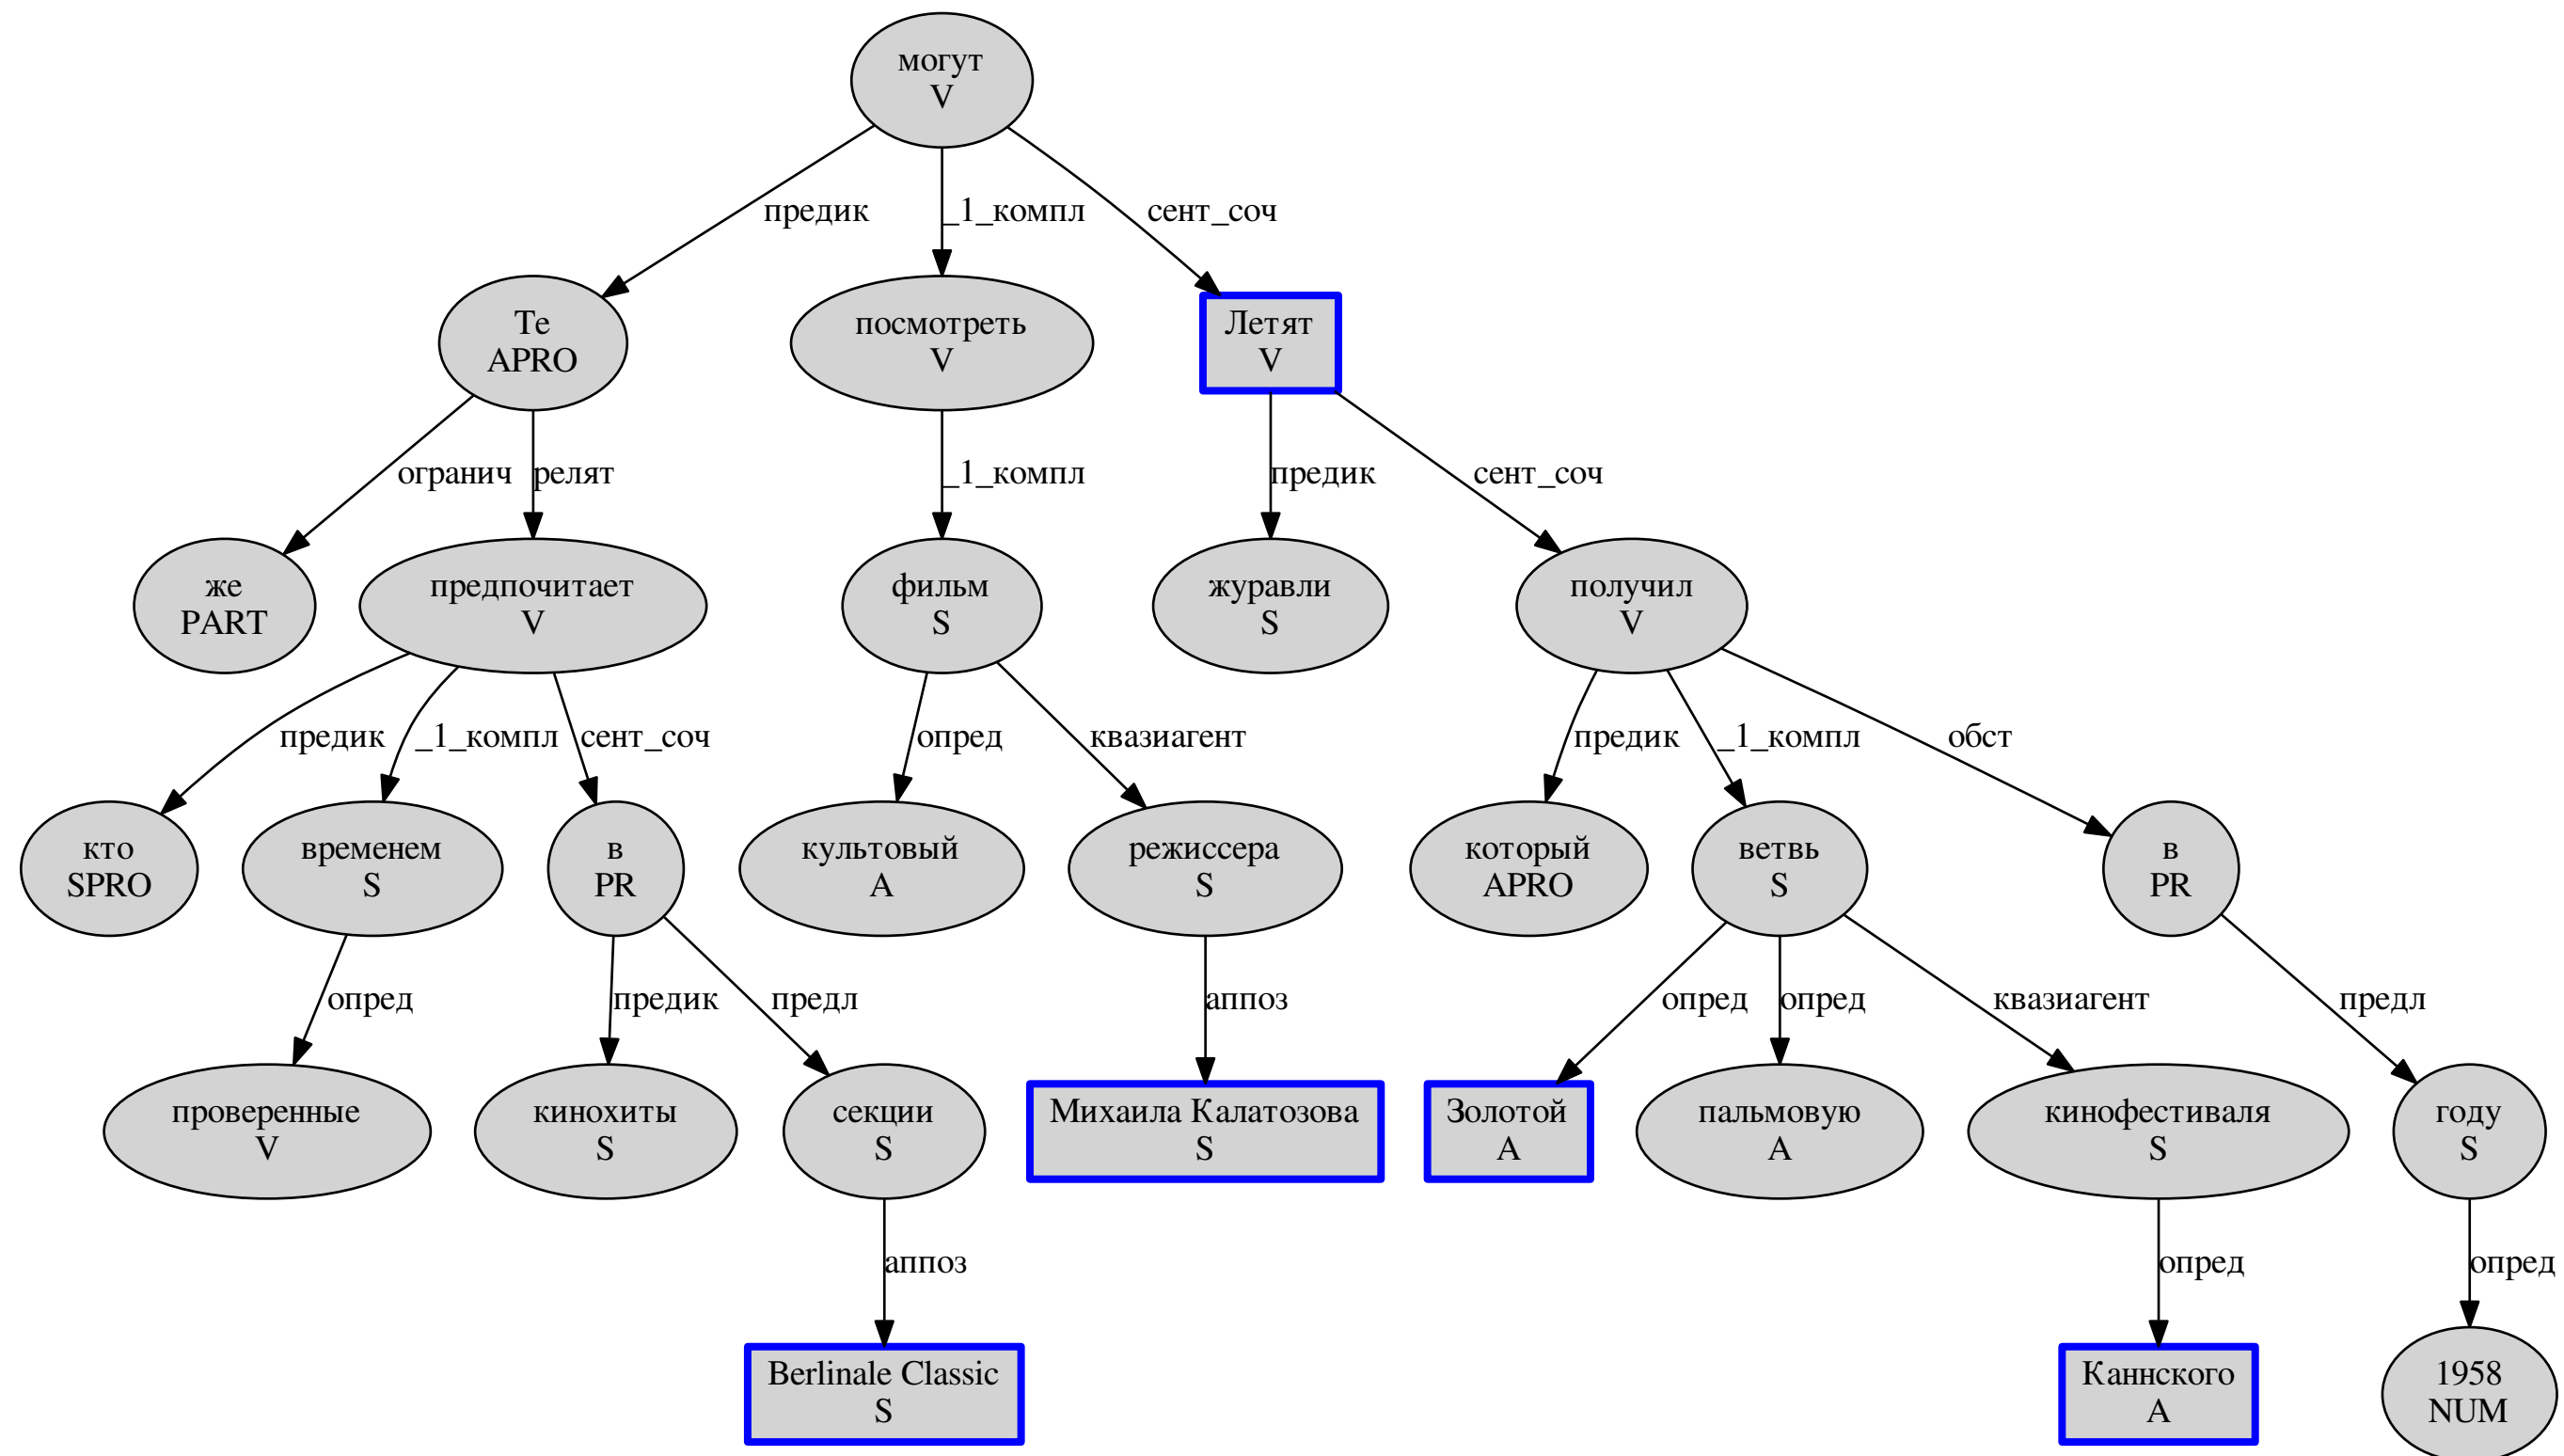 могут
V
предик
_1_компл
сент_соч
Те
APRO
посмотреть
V
Летят
V
огранич
релят
_1_компл
предик
сент_соч
же
PART
предпочитает
V
фильм
S
журавли
S
получил
V
предик
_1_компл
сент_соч
опред
квазиагент
предик
_1_компл
обст
кто
SPRO
временем
S
в
PR
культовый
A
режиссера
S
который
APRO
ветвь
S
в
PR
опред
предик
предл
аппоз
опред
опред
квазиагент
предл
проверенные
V
кинохиты
S
секции
S
Михаила Калатозова
S
Золотой
A
пальмовую
A
кинофестиваля
S
году
S
аппоз
опред
опред
Berlinale Classic
S
Каннского
A
1958
NUM